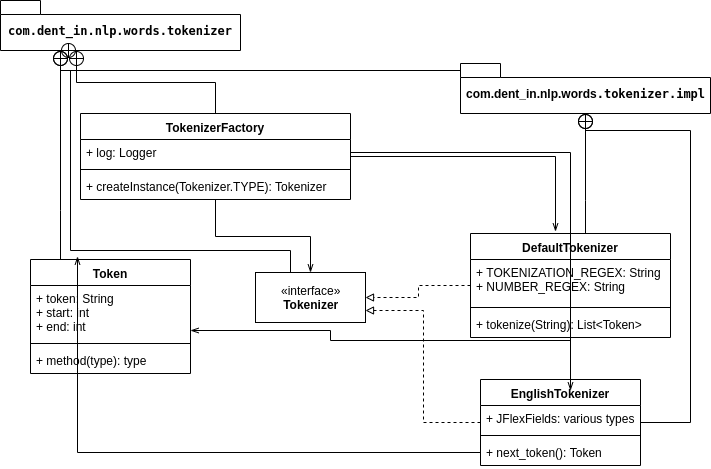 com.dent_in.nlp.words.tokenizer
com.dent_in.nlp.words.tokenizer.impl
TokenizerFactory
+ log: Logger
+ createInstance(Tokenizer.TYPE): Tokenizer
DefaultTokenizer
+ TOKENIZATION_REGEX: String
+ NUMBER_REGEX: String
+ tokenize(String): List<Token>
Token
+ token: String
+ start: int
+ end: int
+ method(type): type
«interface»
Tokenizer
EnglishTokenizer
+ JFlexFields: various types
+ next_token(): Token